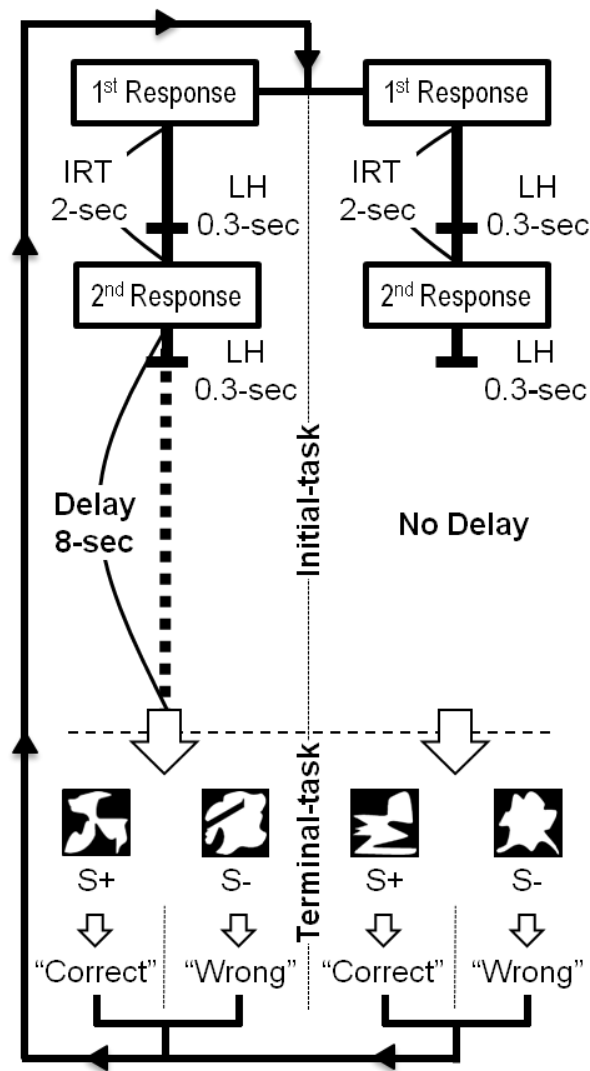 1st Response
1st Response
IRT
2-sec
LH
0.3-sec
IRT
2-sec
LH
0.3-sec
2nd Response
2nd Response
LH
0.3-sec
LH
0.3-sec
Delay
8-sec
Initial-task
No Delay
Terminal-task
S+
S-
S+
S-
“Correct”
“Wrong”
“Correct”
“Wrong”